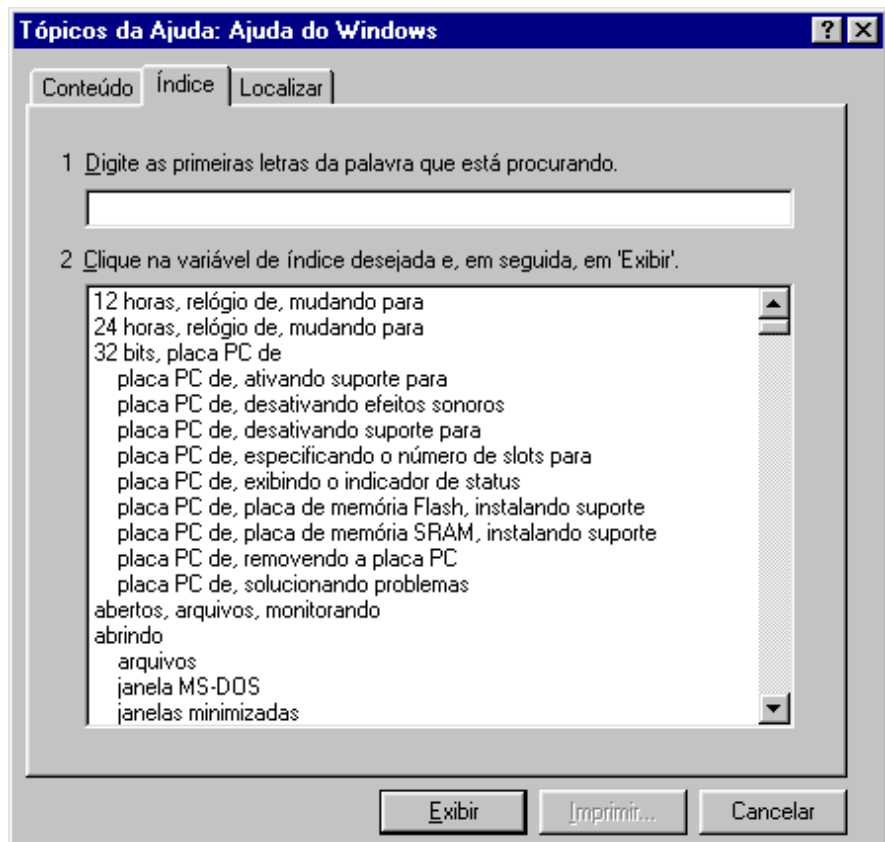 Tópicos da Ajuda: Ajuda do Windows
Conteúdo Índice Localizar
1 Digite as primeiras letras da palavra que está procurando.
2 Clique na variável de índice desejada e, em seguida, em 'Exibir'.
12 horas, relógio de, mudando para
24 horas, relógio de, mudando para
32 bits, placa PC de
placa PC de, ativando suporte para
placa PC de, desativando efeitos sonoros
placa PC de, desativando suporte para
placa PC de, especificando o número de slots para
placa PC de, exibindo o indicador de status
placa PC de, placa de memória Flash, instalando suporte
placa PC de, placa de memória SRAM, instalando suporte
placa PC de, removendo a placa PC
placa PC de, solucionando problemas
abertos, arquivos, monitorando
abrindo
arquivos
janela MS-DOS
janelas minimizadas
Exibir Imprimir... Cancelar